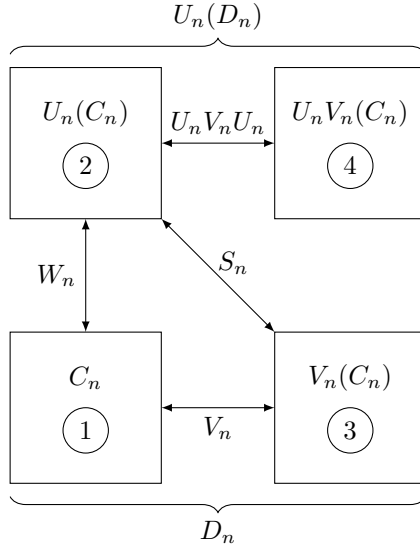 U_n(D_n)
U_n(C_n) U_nV_nU_n U_nV_n(C_n)
2 4
W_n S_n
C_n V_n(C_n)
1 V_n 3
D_n